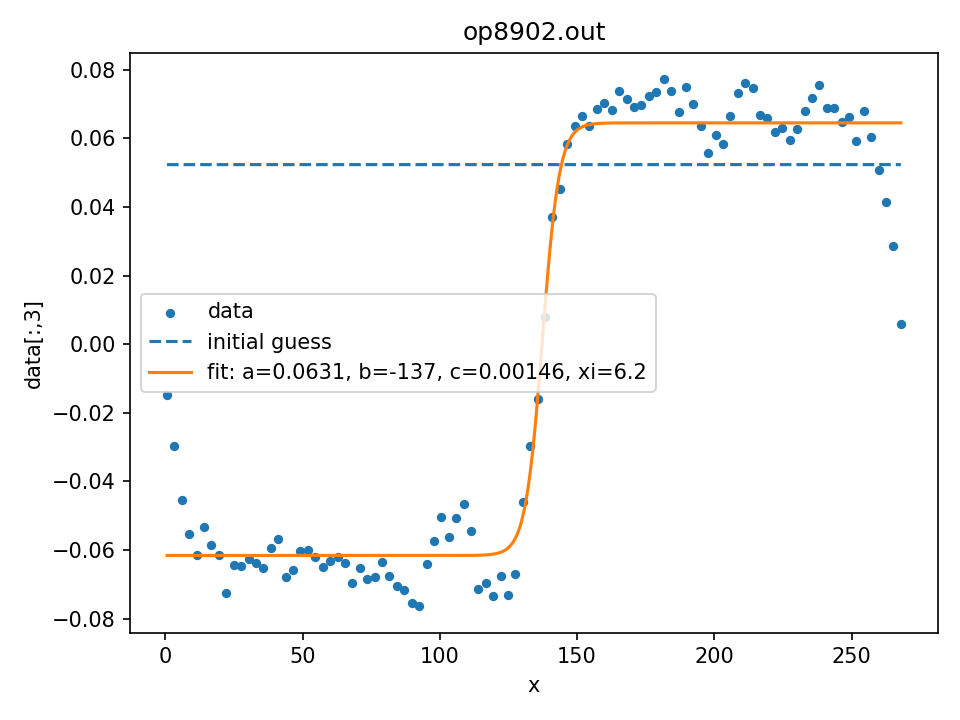 op8902.out
data[:,3]
0.08
0.06
0.04
0.02
0.00
−0.02
−0.04
−0.06
−0.08
data
initial guess
fit: a=0.0631, b=-137, c=0.00146, xi=6.2
0 50 100 150 200 250
x